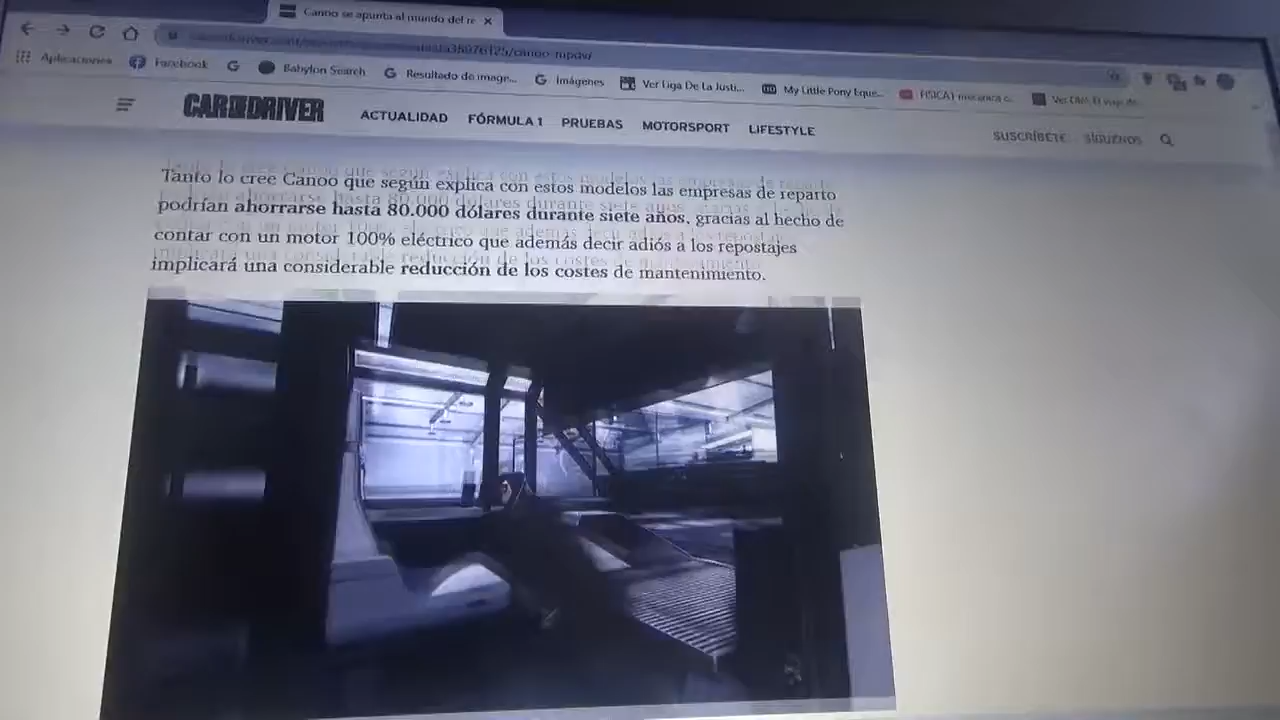 Canoo se apunta al mundo del re
Aplicaciones Facebook Babylon Search Resultado de image... Imágenes Ver Liga De La Justi... My Little Pony Eque...
CAR AND DRIVER ACTUALIDAD FÓRMULA 1 PRUEBAS MOTORSPORT LIFESTYLE SUSCRÍBETE SÍGUENOS
Tanto lo cree Canoo que según explica con estos modelos las empresas de reparto
podrían ahorrarse hasta 80.000 dólares durante siete años, gracias al hecho de
contar con un motor 100% eléctrico que además decir adiós a los repostajes
implicará una considerable reducción de los costes de mantenimiento.